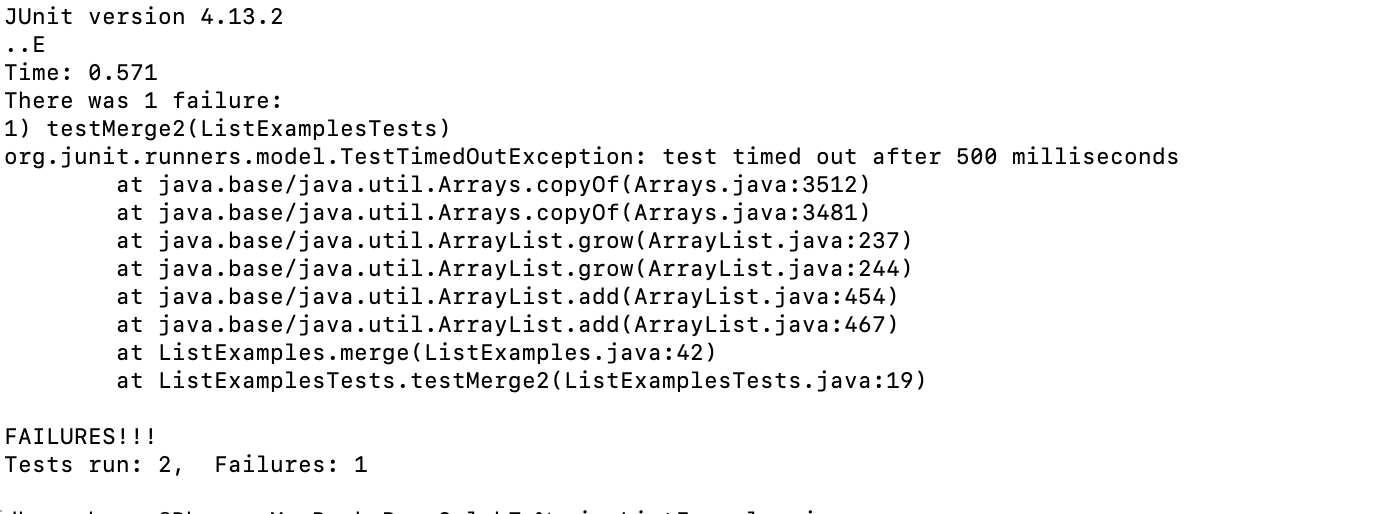 JUnit version 4.13.2
..E
Time: 0.571
There was 1 failure:
1) testMerge2(ListExamplesTests)
org.junit.runners.model.TestTimedOutException: test timed out after 500 milliseconds
        at java.base/java.util.Arrays.copyOf(Arrays.java:3512)
        at java.base/java.util.Arrays.copyOf(Arrays.java:3481)
        at java.base/java.util.ArrayList.grow(ArrayList.java:237)
        at java.base/java.util.ArrayList.grow(ArrayList.java:244)
        at java.base/java.util.ArrayList.add(ArrayList.java:454)
        at java.base/java.util.ArrayList.add(ArrayList.java:467)
        at ListExamples.merge(ListExamples.java:42)
        at ListExamplesTests.testMerge2(ListExamplesTests.java:19)
FAILURES!!!
Tests run: 2,  Failures: 1